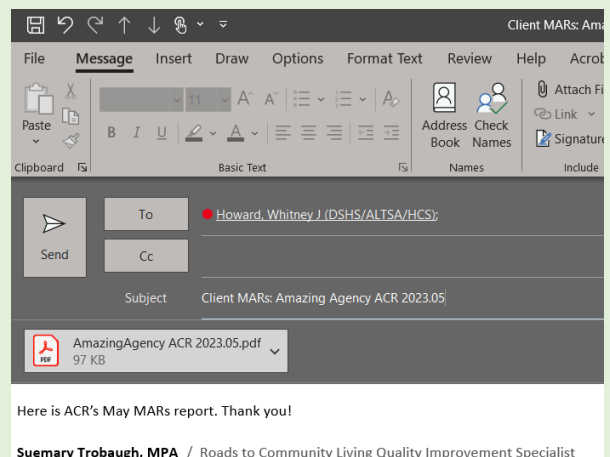 Client MARs: Ama
File Message Insert Draw Options Format Text Review Help Acrob
Paste
11
A A
B I U A
Address Book
Check Names
Attach Fi
Link
Signature
Clipboard Basic Text Names Include
Send
To
Howard, Whitney J (DSHS/ALTSA/HCS);
Cc
Subject Client MARs: Amazing Agency ACR 2023.05
PDF
AmazingAgency ACR 2023.05.pdf
97 KB
Here is ACR's May MARs report. Thank you!
Suemary Trobaugh, MPA / Roads to Community Living Quality Improvement Specialist